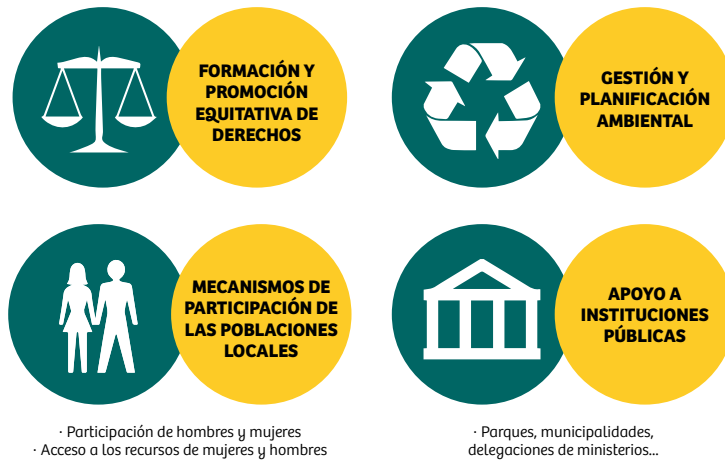 FORMACIÓN Y
PROMOCIÓN
EQUITATIVA DE
DERECHOS
GESTIÓN Y
PLANIFICACIÓN
AMBIENTAL
MECANISMOS DE
PARTICIPACIÓN DE
LAS POBLACIONES
LOCALES
APOYO A
INSTITUCIONES
PÚBLICAS
· Participación de hombres y mujeres
· Acceso a los recursos de mujeres y hombres
· Parques, municipalidades,
delegaciones de ministerios...